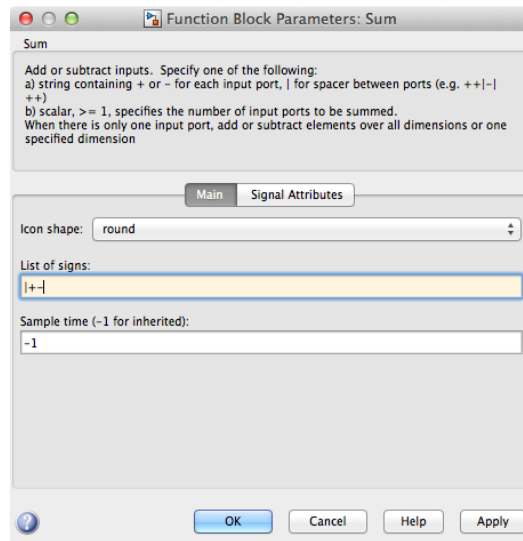 Function Block Parameters: Sum
Sum
Add or subtract inputs. Specify one of the following:
a) string containing + or - for each input port, | for spacer between ports (e.g. ++|-|
++)
b) scalar, >= 1, specifies the number of input ports to be summed.
When there is only one input port, add or subtract elements over all dimensions or one
specified dimension
Main Signal Attributes
Icon shape: round
List of signs:
|+-
Sample time (-1 for inherited):
-1
? OK Cancel Help Apply